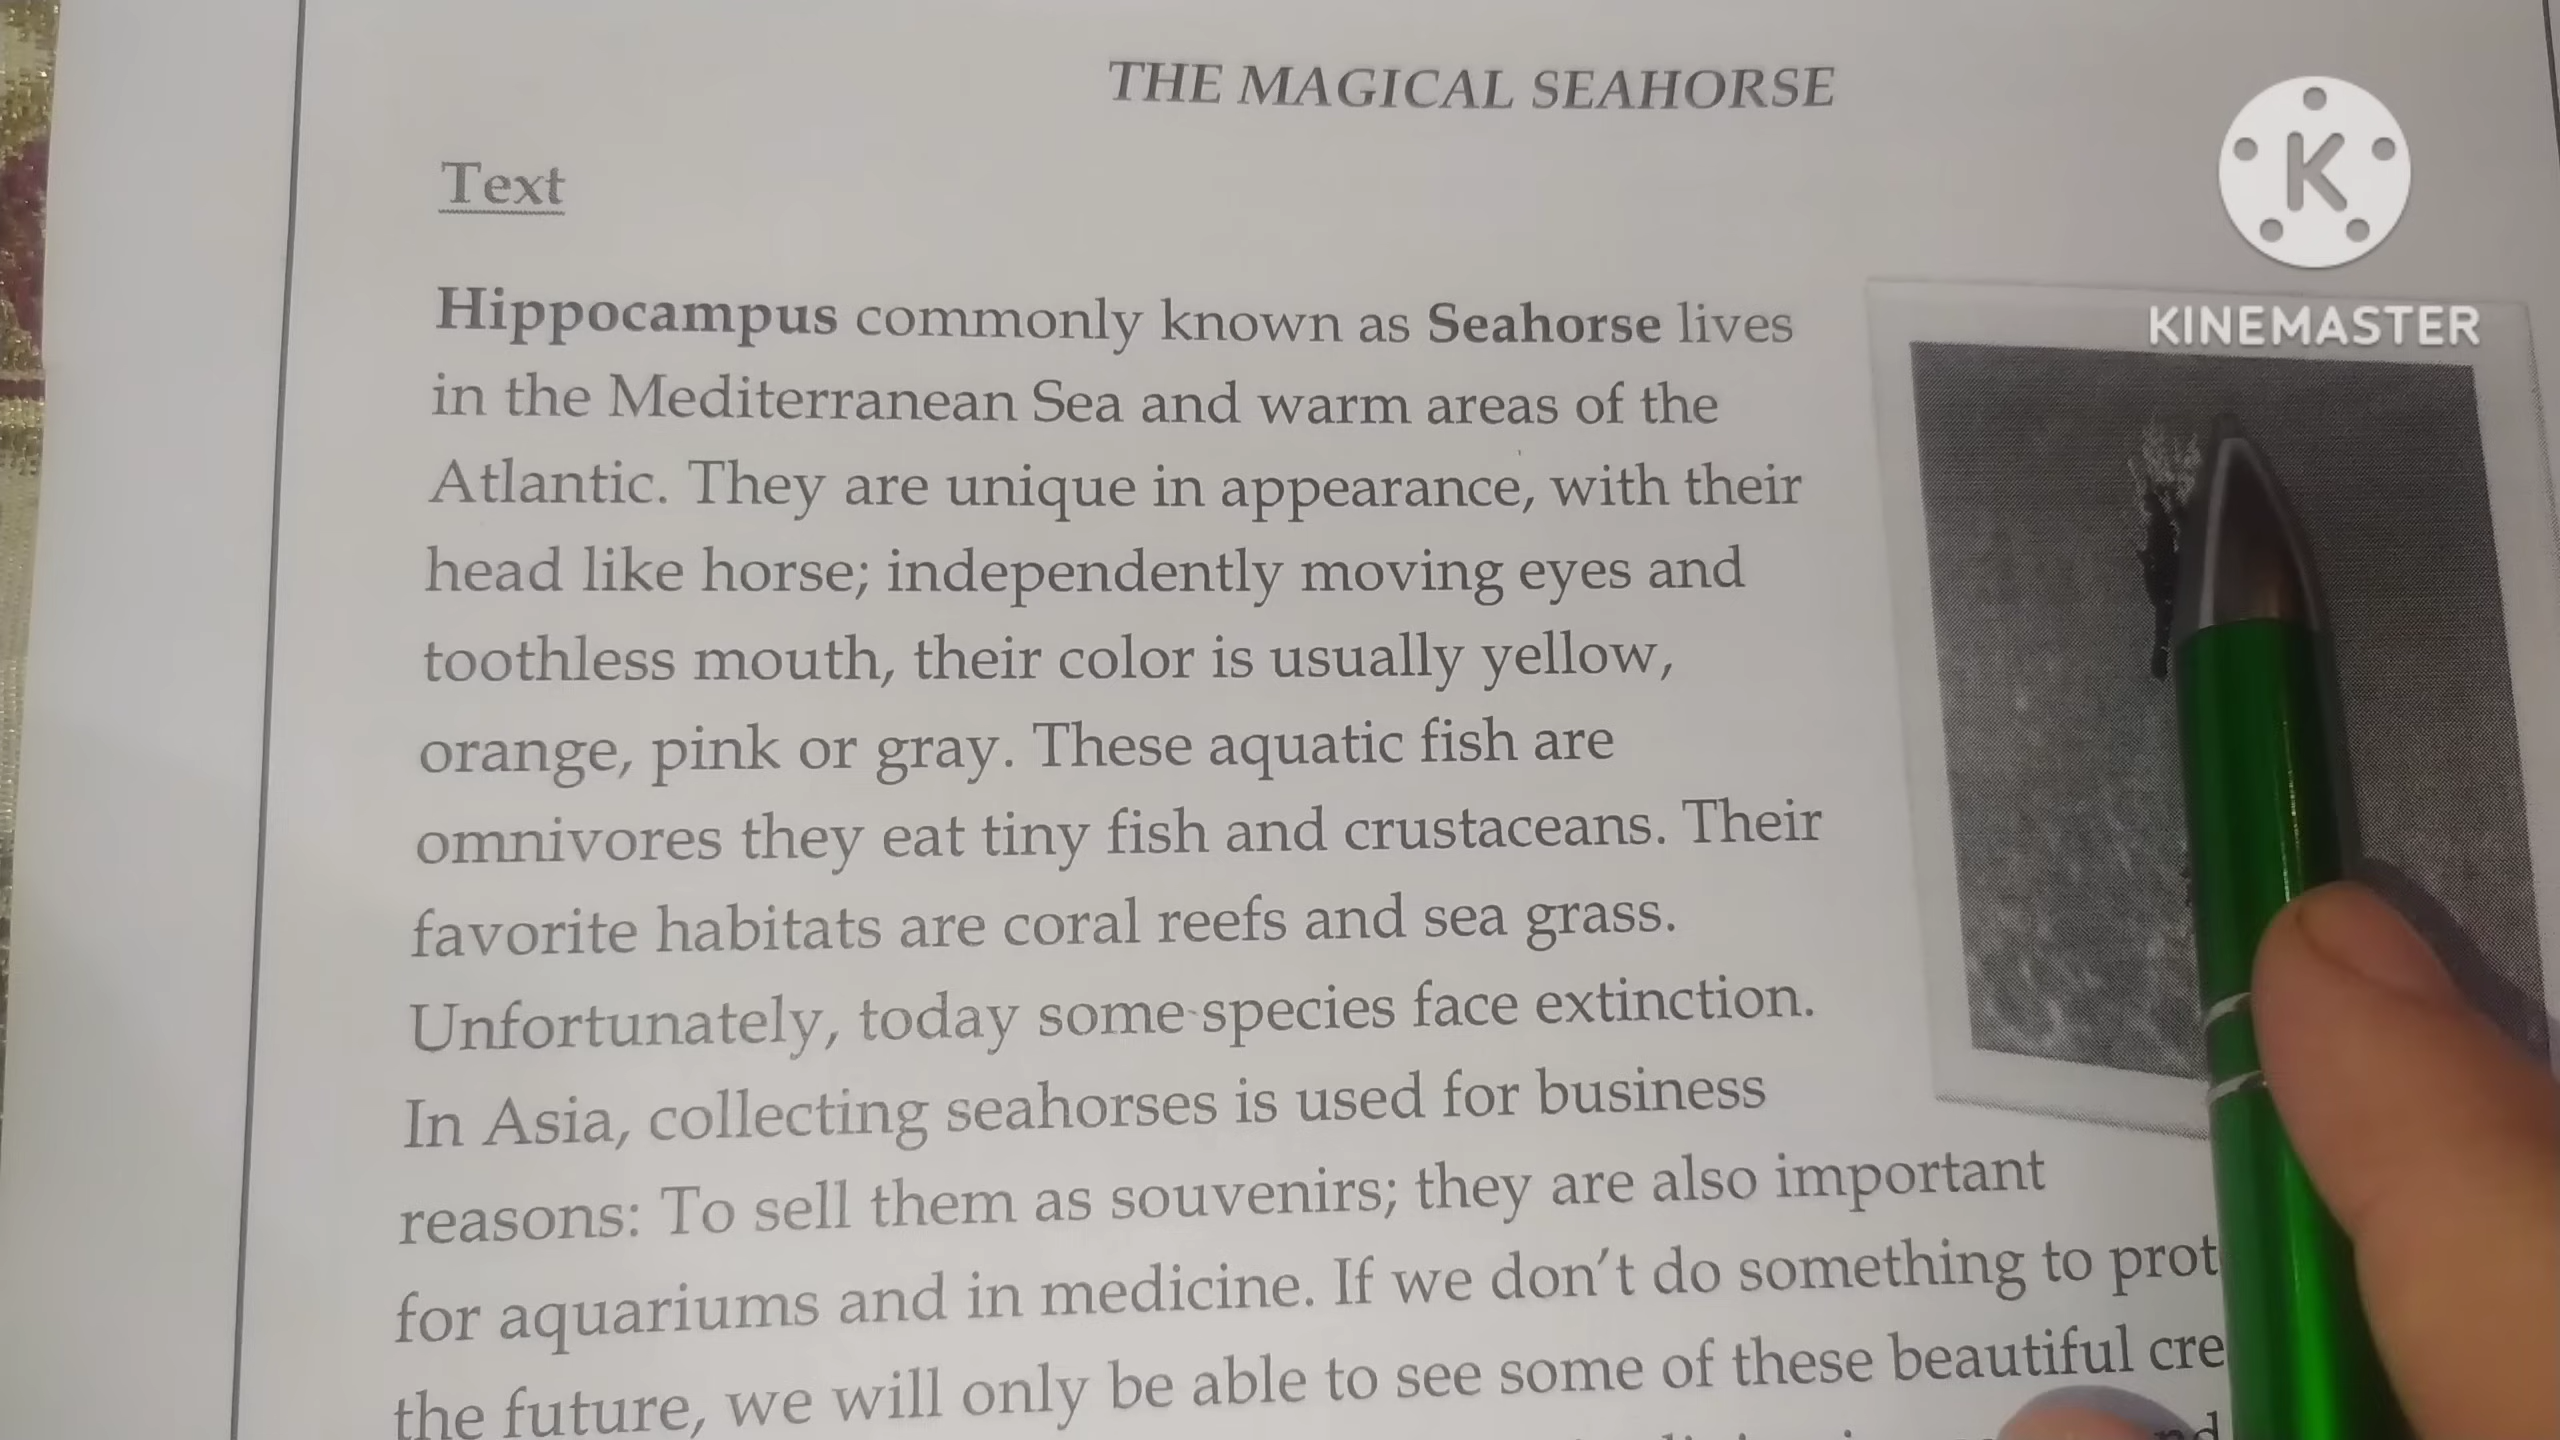 THE MAGICAL SEAHORSE
Text
Hippocampus commonly known as Seahorse lives
in the Mediterranean Sea and warm areas of the
Atlantic. They are unique in appearance, with their
head like horse; independently moving eyes and
toothless mouth, their color is usually yellow,
orange, pink or gray. These aquatic fish are
omnivores they eat tiny fish and crustaceans. Their
favorite habitats are coral reefs and sea grass.
Unfortunately, today some species face extinction.
In Asia, collecting seahorses is used for business
reasons: To sell them as souvenirs; they are also important
for aquariums and in medicine. If we don't do something to prot
the future, we will only be able to see some of these beautiful cre
K
KINEMASTER